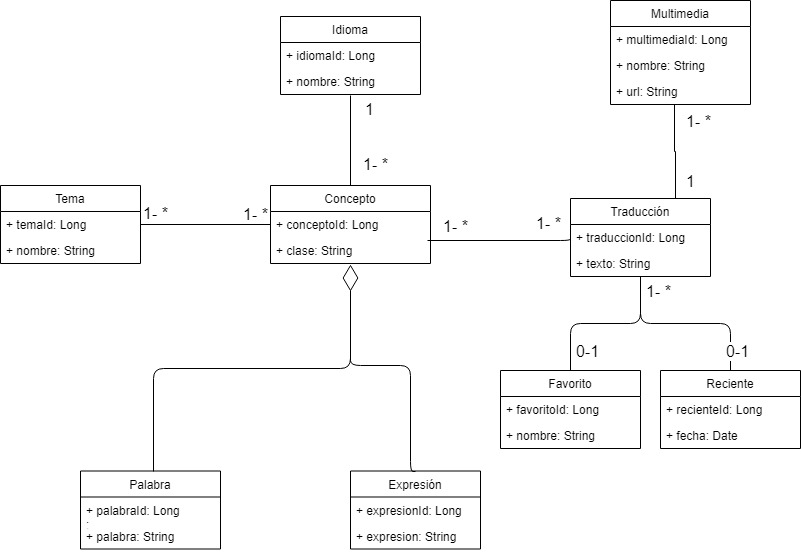 Idioma
+ idiomaId: Long
+ nombre: String
1
1- *
Multimedia
+ multimediaId: Long
+ nombre: String
+ url: String
1- *
1
Tema
+ temaId: Long
+ nombre: String
1- *
1- *
Concepto
+ conceptoId: Long
+ clase: String
1- *
1- *
Traducción
+ traduccionId: Long
+ texto: String
1- *
0-1
0-1
Favorito
+ favoritoId: Long
+ nombre: String
Reciente
+ recienteId: Long
+ fecha: Date
Palabra
+ palabraId: Long
+ palabra: String
Expresión
+ expresionId: Long
+ expresion: String